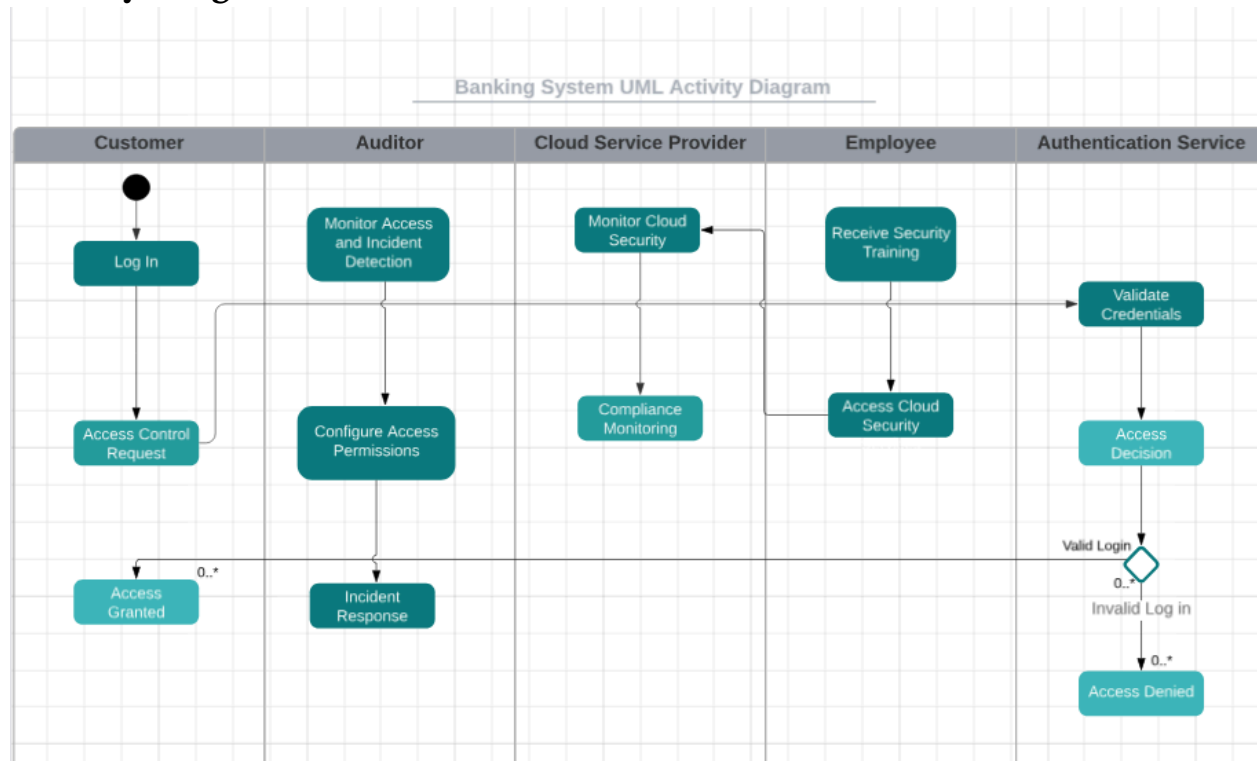 Banking System UML Activity Diagram
Customer
Auditor
Cloud Service Provider
Employee
Authentication Service
Log In
Access Control
Request
Access
Granted
0..*
Monitor Access
and Incident
Detection
Configure Access
Permissions
Incident
Response
Monitor Cloud
Security
Compliance
Monitoring
Receive Security
Training
Access Cloud
Security
Validate
Credentials
Access
Decision
Valid Login
0..*
Invalid Log in
0..*
Access Denied